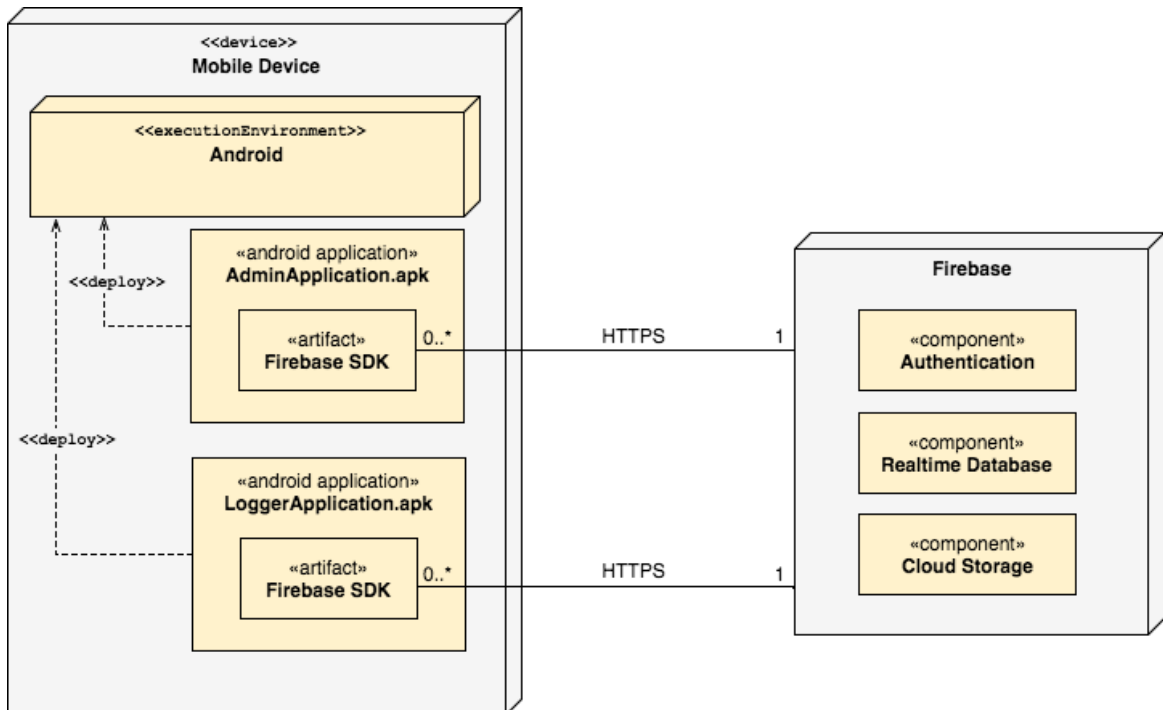 <<device>>
Mobile Device
<<executionEnvironment>>
Android
«android application»
AdminApplication.apk
<<deploy>>
«artifact»
Firebase SDK
0..*
HTTPS
1
<<deploy>>
«android application»
LoggerApplication.apk
«artifact»
Firebase SDK
0..*
HTTPS
1
Firebase
«component»
Authentication
«component»
Realtime Database
«component»
Cloud Storage